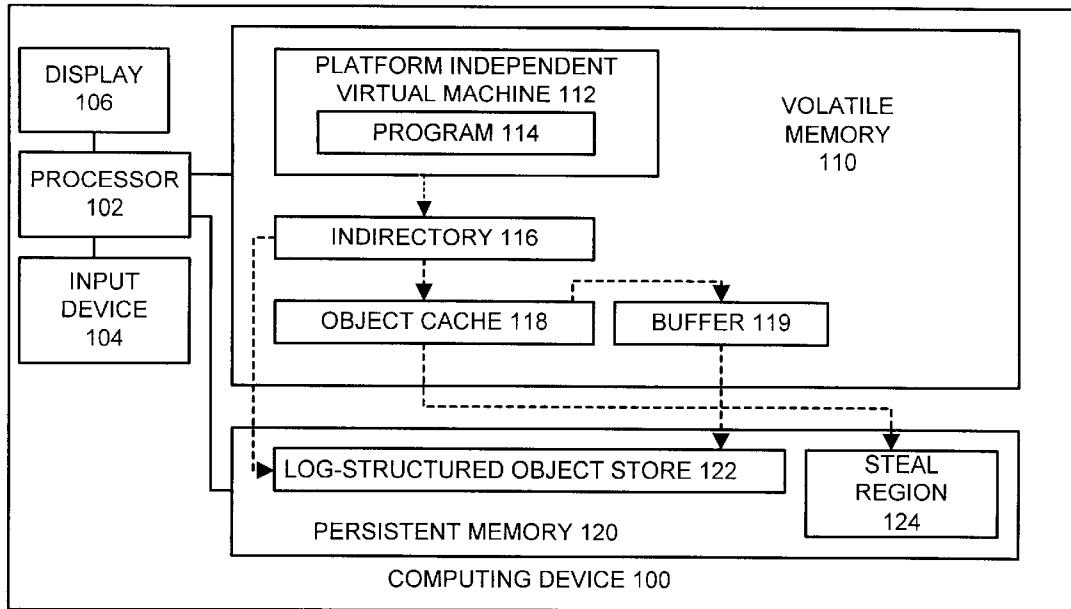 DISPLAY
106
PROCESSOR
102
INPUT
DEVICE
104
PLATFORM INDEPENDENT
VIRTUAL MACHINE 112
PROGRAM 114
VOLATILE
MEMORY
110
INDIRECTORY 116
OBJECT CACHE 118
BUFFER 119
LOG-STRUCTURED OBJECT STORE 122
STEAL
REGION
124
PERSISTENT MEMORY 120
COMPUTING DEVICE 100